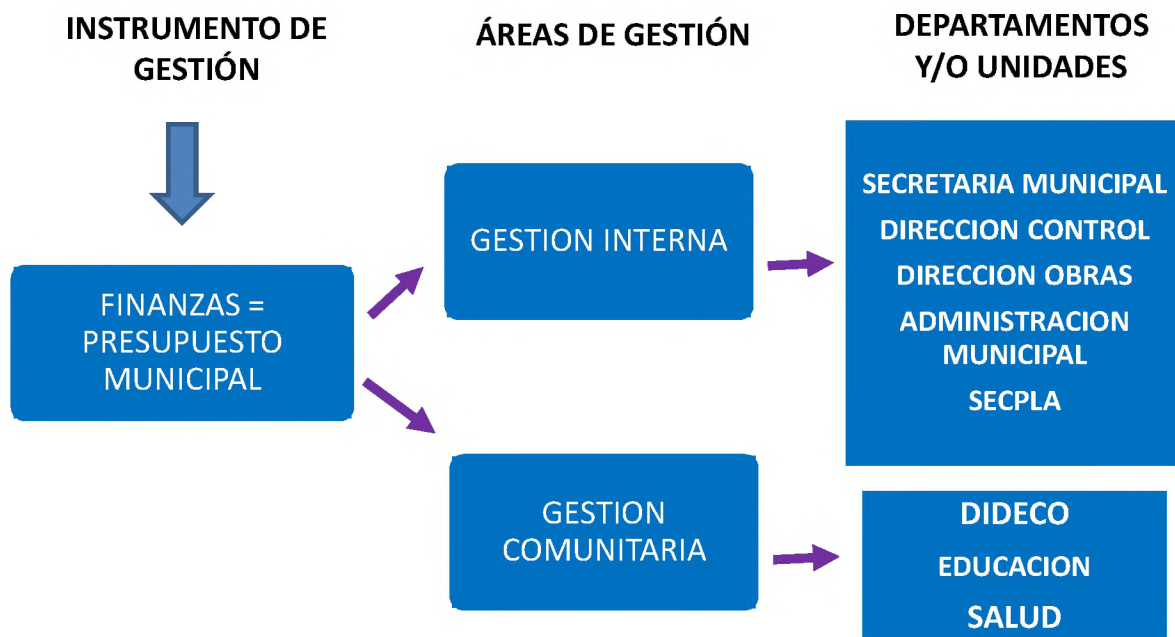 INSTRUMENTO DE
GESTIÓN
ÁREAS DE GESTIÓN
DEPARTAMENTOS
Y/O UNIDADES
FINANZAS =
PRESUPUESTO
MUNICIPAL
GESTION INTERNA
SECRETARIA MUNICIPAL
DIRECCION CONTROL
DIRECCION OBRAS
ADMINISTRACION
MUNICIPAL
SECPLA
GESTION
COMUNITARIA
DIDECO
EDUCACION
SALUD